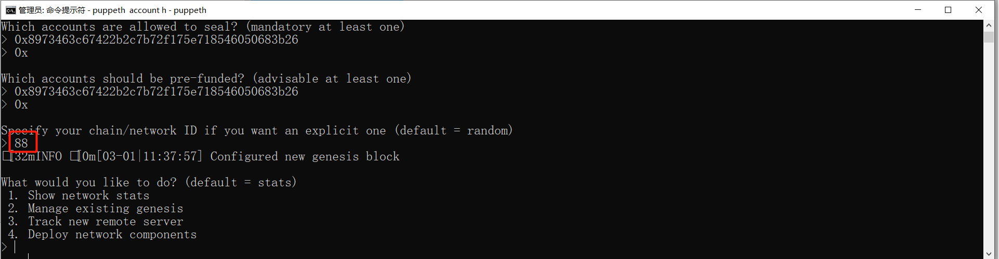 管理员: 命令提示符 - puppeth  account h - puppeth
Which accounts are allowed to seal? (mandatory at least one)
> 0x8973463c67422b2c7b72f175e718546050683b26
> 0x
Which accounts should be pre-funded? (advisable at least one)
> 0x8973463c67422b2c7b72f175e718546050683b26
> 0x
Specify your chain/network ID if you want an explicit one (default = random)
> 88
□[32mINFO □[0m[03-01|11:37:57] Configured new genesis block
What would you like to do? (default = stats)
1. Show network stats
2. Manage existing genesis
3. Track new remote server
4. Deploy network components
>